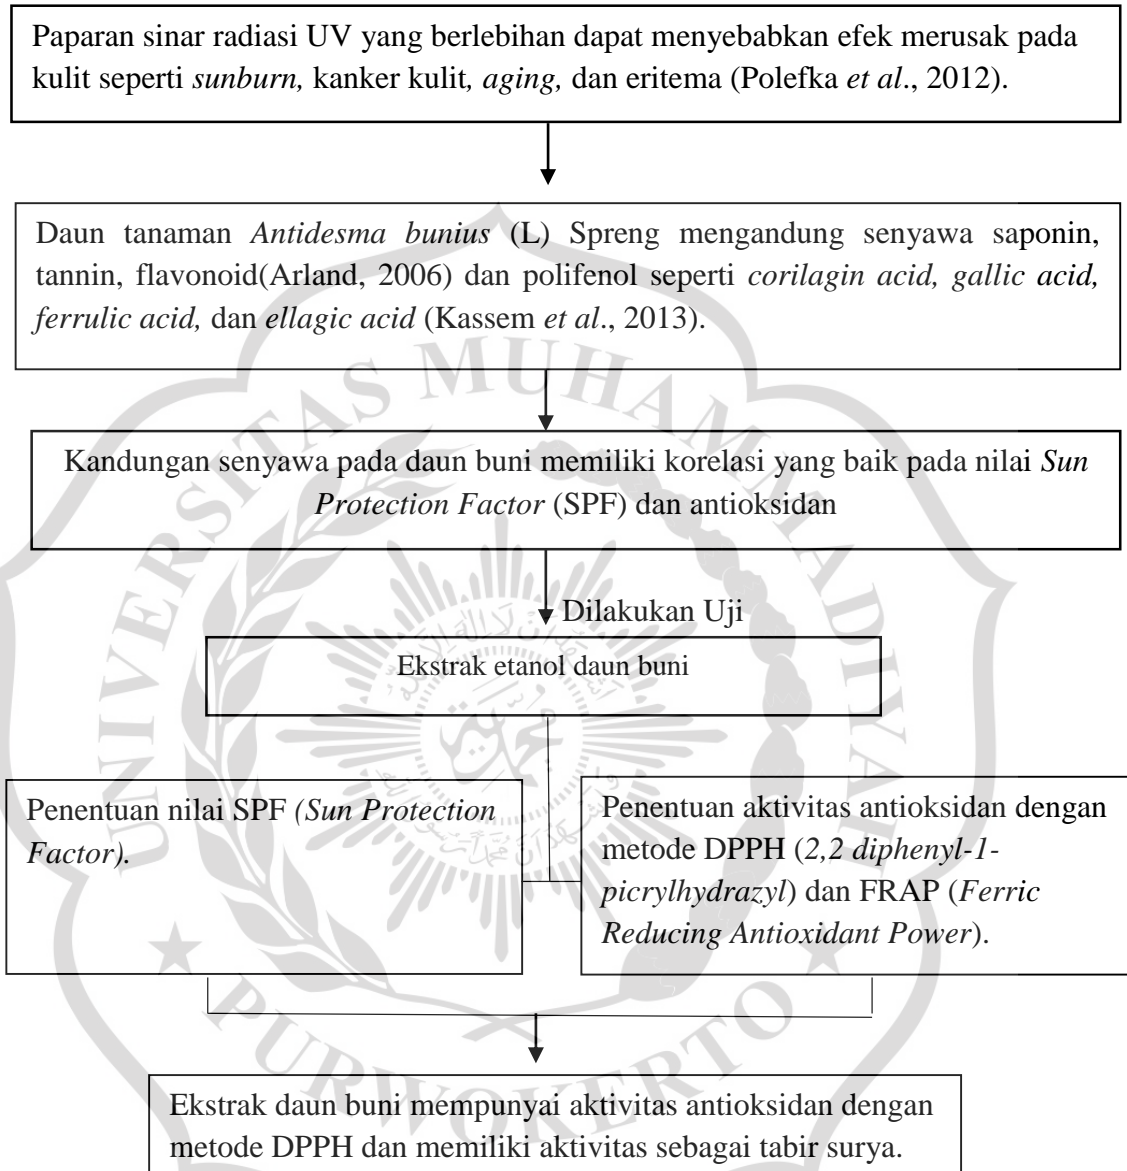 Paparan sinar radiasi UV yang berlebihan dapat menyebabkan efek merusak pada
kulit seperti sunburn, kanker kulit, aging, dan eritema (Polefka et al., 2012).
Daun tanaman Antidesma bunius (L) Spreng mengandung senyawa saponin,
tannin, flavonoid(Arland, 2006) dan polifenol seperti corilagin acid, gallic acid,
ferrulic acid, dan ellagic acid (Kassem et al., 2013).
Kandungan senyawa pada daun buni memiliki korelasi yang baik pada nilai Sun
Protection Factor (SPF) dan antioksidan
Dilakukan Uji
Ekstrak etanol daun buni
Penentuan nilai SPF (Sun Protection
Factor).
Penentuan aktivitas antioksidan dengan
metode DPPH (2,2 diphenyl-1-
picrylhydrazyl) dan FRAP (Ferric
Reducing Antioxidant Power).
Ekstrak daun buni mempunyai aktivitas antioksidan dengan
metode DPPH dan memiliki aktivitas sebagai tabir surya.
UNIVERSITAS MUHAMMADIYAH
PURWOKERTO